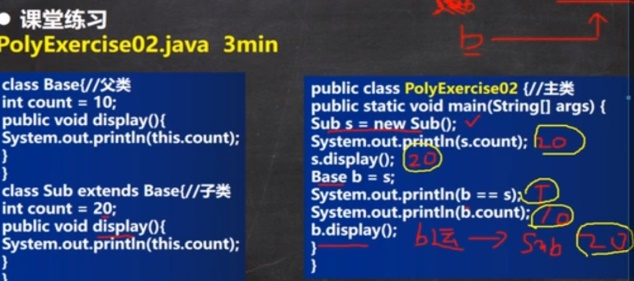 ● 课堂练习
PolyExercise02.java 3min
b
class Base{//父类
int count = 10;
public void display(){
System.out.println(this.count);
}
}
class Sub extends Base{//子类
int count = 20;
public void display(){
System.out.println(this.count);
}
}
public class PolyExercise02 {//主类
public static void main(String[] args) {
Sub s = new Sub(); ✓
System.out.println(s.count); 20
s.display(); 20
Base b = s;
System.out.println(b == s); T
System.out.println(b.count); 10
b.display(); b运 → Sub 20
}
}